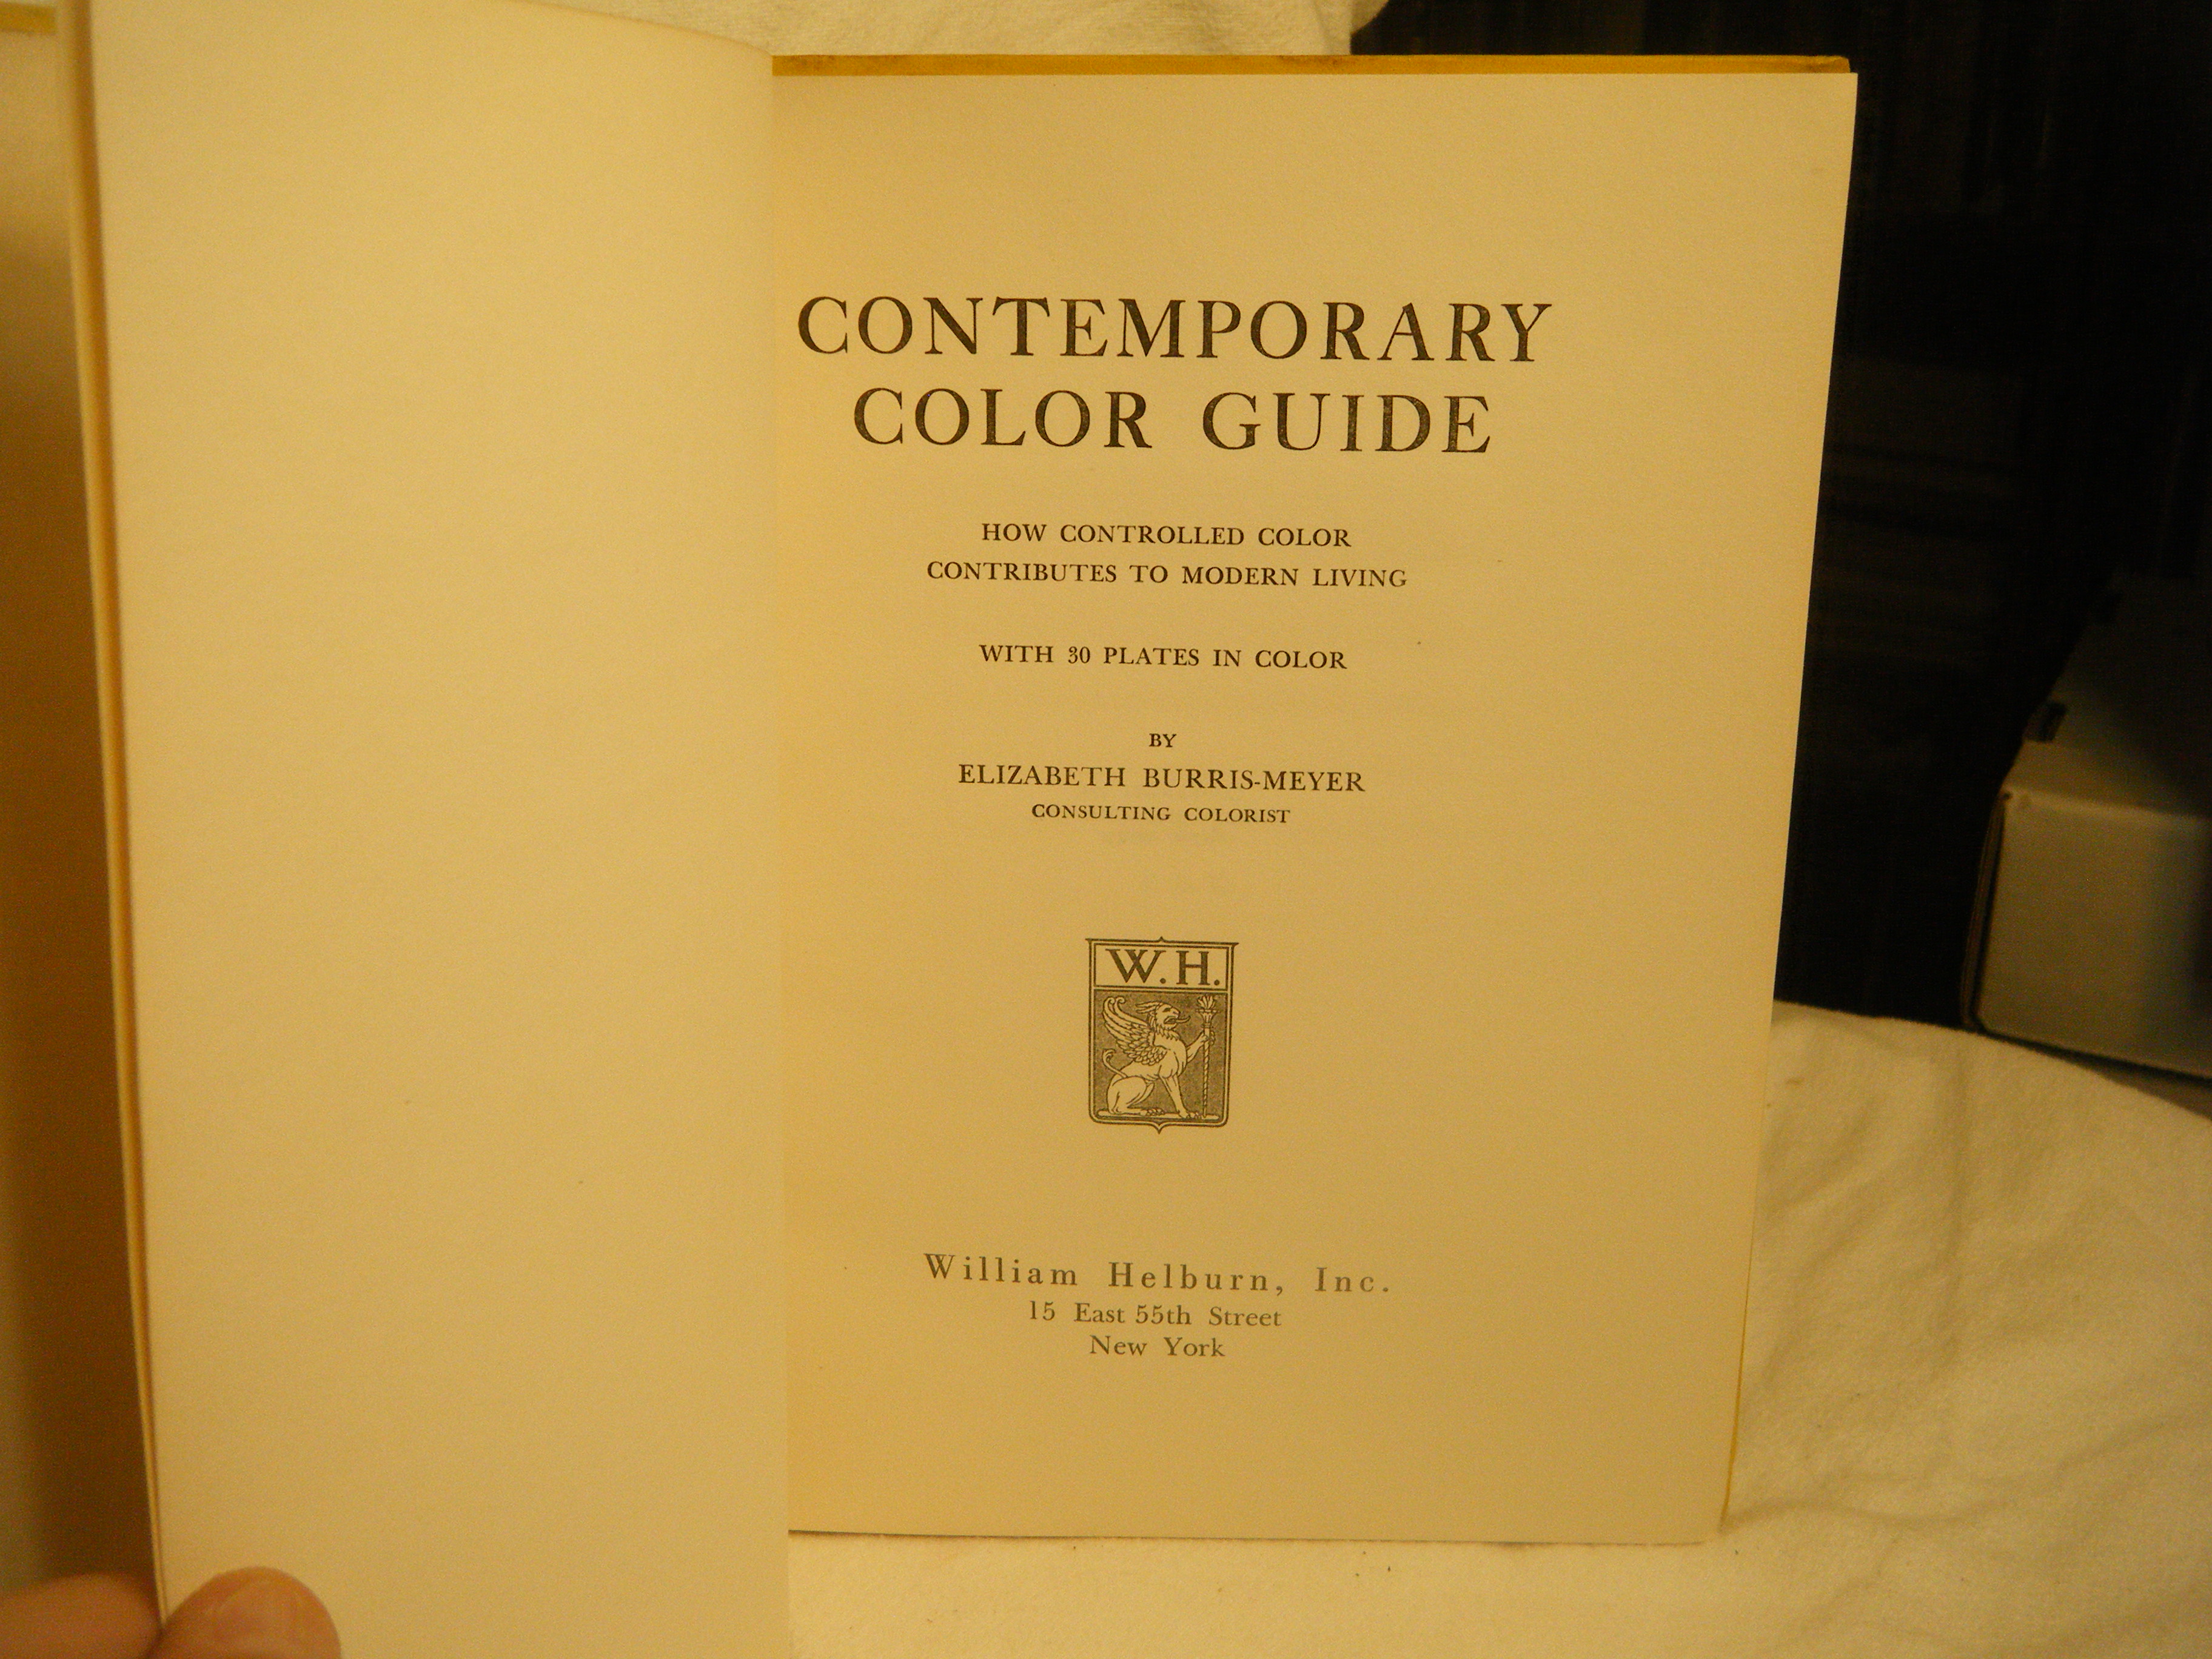 CONTEMPORARY
COLOR GUIDE
HOW CONTROLLED COLOR
CONTRIBUTES TO MODERN LIVING
WITH 30 PLATES IN COLOR
BY
ELIZABETH BURRIS-MEYER
CONSULTING COLORIST
W.H.
William Helburn, Inc.
15 East 55th Street
New York